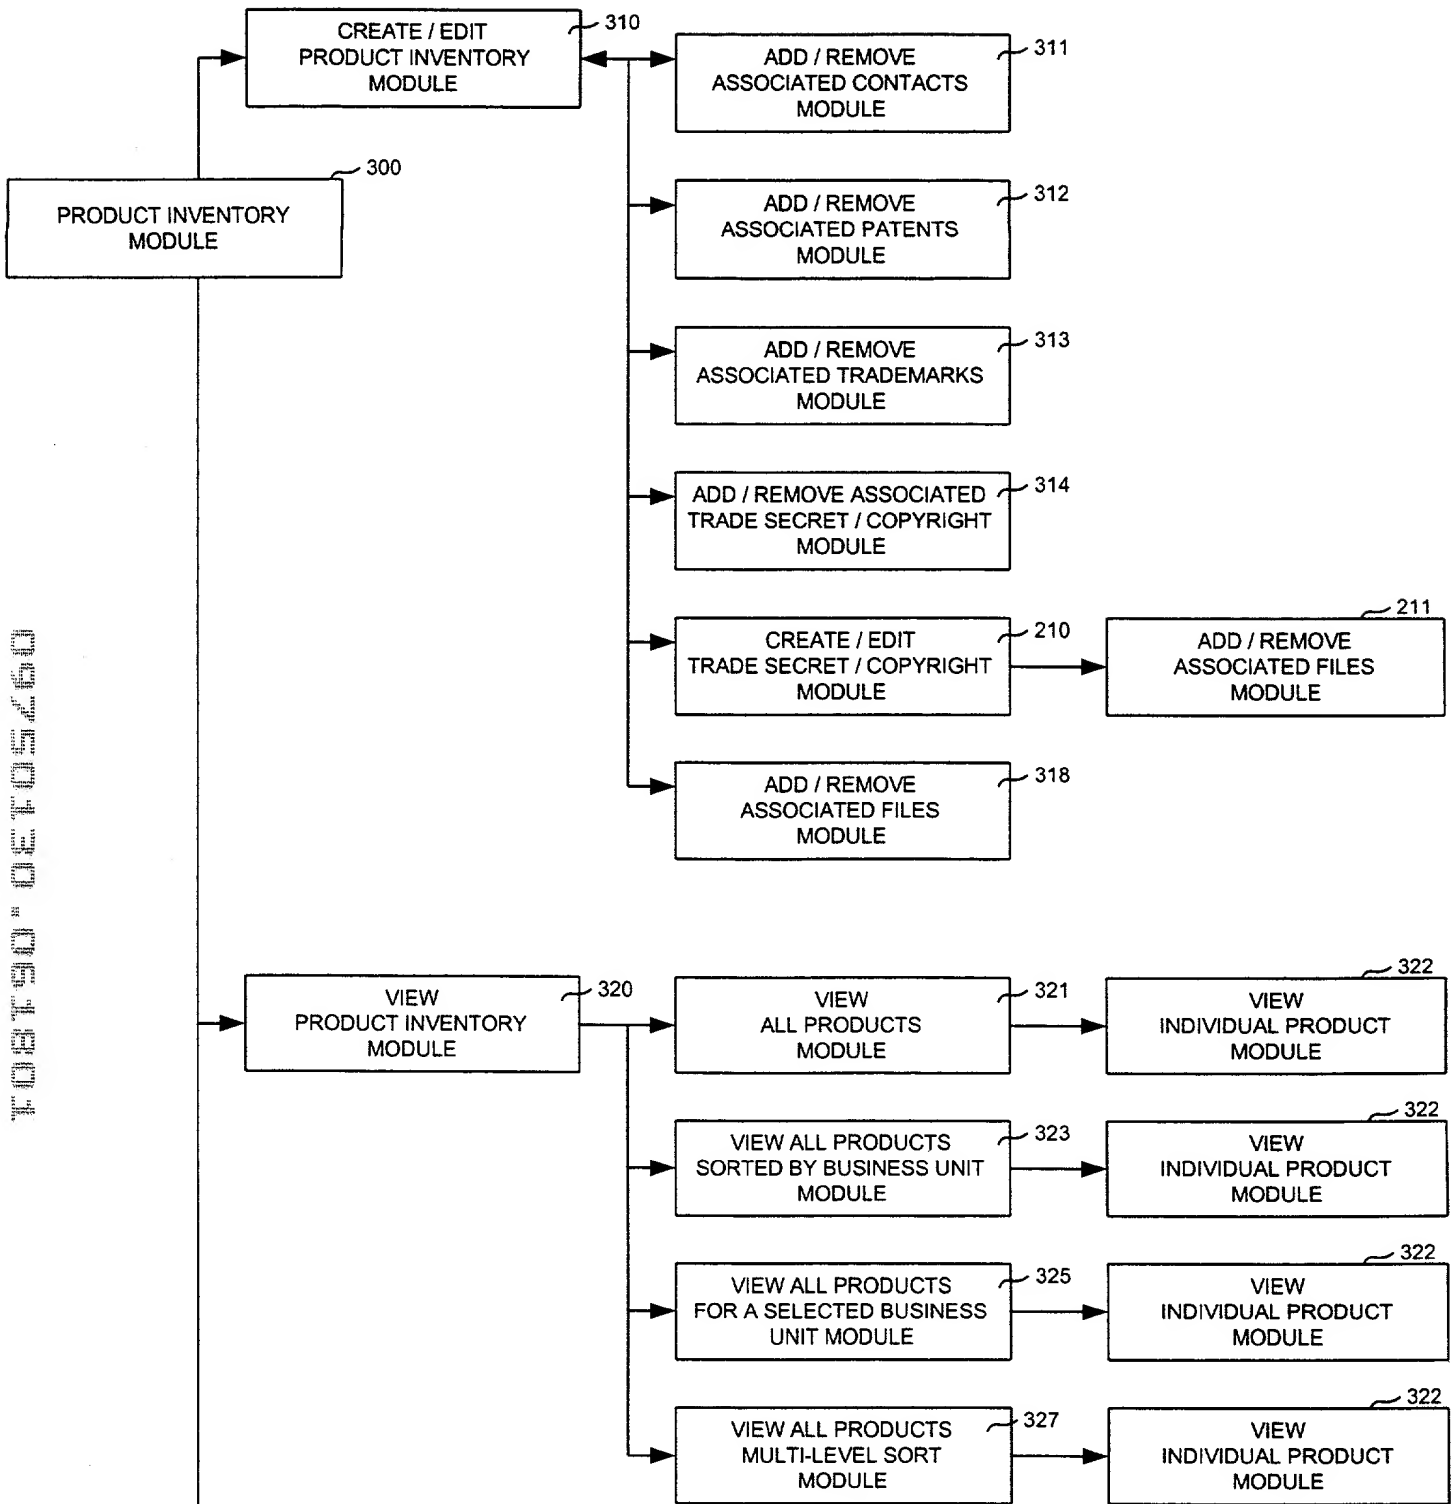 CREATE / EDIT
PRODUCT INVENTORY
MODULE
310
ADD / REMOVE
ASSOCIATED CONTACTS
MODULE
311
300
PRODUCT INVENTORY
MODULE
ADD / REMOVE
ASSOCIATED PATENTS
MODULE
312
ADD / REMOVE
ASSOCIATED TRADEMARKS
MODULE
313
ADD / REMOVE ASSOCIATED
TRADE SECRET / COPYRIGHT
MODULE
314
CREATE / EDIT
TRADE SECRET / COPYRIGHT
MODULE
210
211
ADD / REMOVE
ASSOCIATED FILES
MODULE
ADD / REMOVE
ASSOCIATED FILES
MODULE
318
09750130.061801
VIEW
PRODUCT INVENTORY
MODULE
320
VIEW
ALL PRODUCTS
MODULE
321
322
VIEW
INDIVIDUAL PRODUCT
MODULE
VIEW ALL PRODUCTS
SORTED BY BUSINESS UNIT
MODULE
323
322
VIEW
INDIVIDUAL PRODUCT
MODULE
VIEW ALL PRODUCTS
FOR A SELECTED BUSINESS
UNIT MODULE
325
322
VIEW
INDIVIDUAL PRODUCT
MODULE
VIEW ALL PRODUCTS
MULTI-LEVEL SORT
MODULE
327
322
VIEW
INDIVIDUAL PRODUCT
MODULE